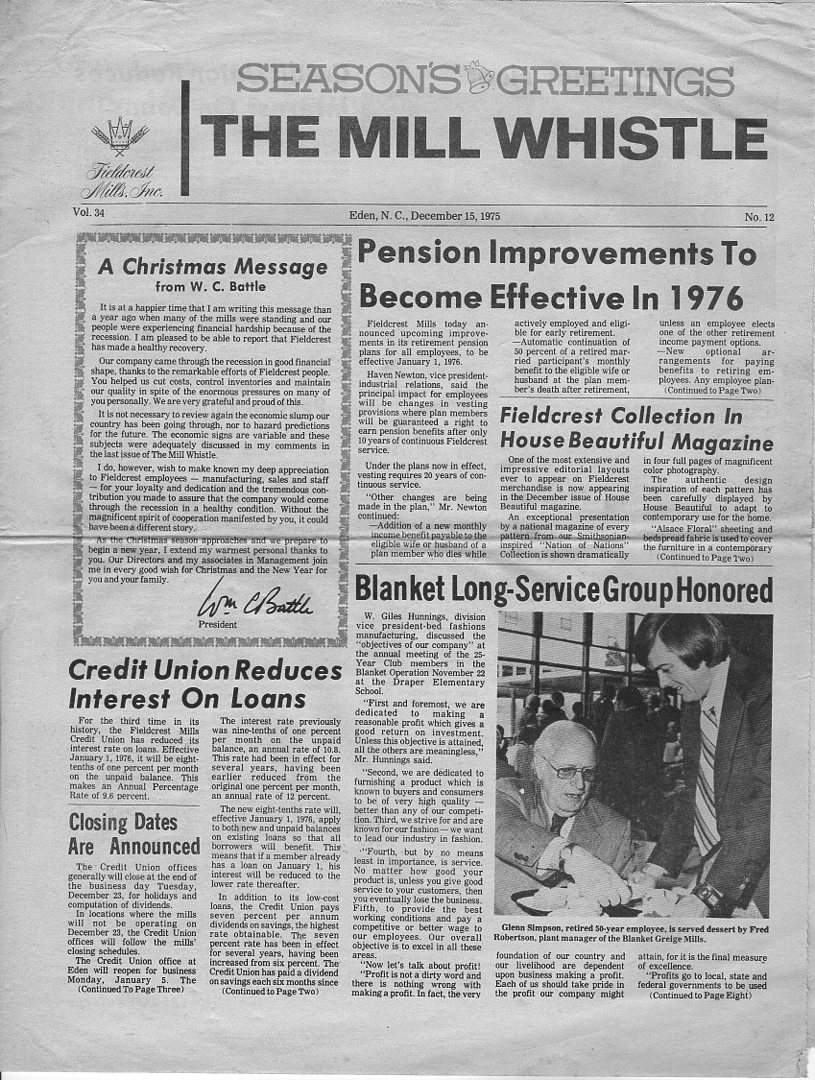 SEASON'S GREETINGS
THE MILL WHISTLE
Fieldcrest
Mills, Inc.
Vol. 34
Eden, N. C., December 15, 1975
No. 12
A Christmas Message
from W. C. Battle
It is at a happier time that I am writing this message than
a year ago when many of the mills were standing and our
people were experiencing financial hardship because of the
recession. I am pleased to be able to report that Fieldcrest
has made a healthy recovery.
Our company came through the recession in good financial
shape, thanks to the remarkable efforts of Fieldcrest people.
You helped us cut costs, control inventories and maintain
our quality in spite of the enormous pressures on many of
you personally. We are very grateful and proud of this.
It is not necessary to review again the economic slump our
country has been going through, nor to hazard predictions
for the future. The economic signs are variable and these
subjects were adequately discussed in my comments in
the last issue of The Mill Whistle.
I do, however, wish to make known my deep appreciation
to Fieldcrest employees — manufacturing, sales and staff
— for your loyalty and dedication and the tremendous con-
tribution you made to assure that the company would come
through the recession in a healthy condition. Without the
magnificent spirit of cooperation manifested by you, it could
have been a different story.
As the Christmas season approaches and we prepare to
begin a new year, I extend my warmest personal thanks to
you. Our Directors and my associates in Management join
me in every good wish for Christmas and the New Year for
you and your family.
Wm C Battle
President
Credit Union Reduces
Interest On Loans
For the third time in its
history, the Fieldcrest Mills
Credit Union has reduced its
interest rate on loans. Effective
January 1, 1976, it will be eight-
tenths of one percent per month
on the unpaid balance. This
makes an Annual Percentage
Rate of 9.6 percent.
Closing Dates
Are Announced
The Credit Union offices
generally will close at the end of
the business day Tuesday,
December 23, for holidays and
computation of dividends.
In locations where the mills
will not be operating on
December 23, the Credit Union
offices will follow the mills'
closing schedules.
The Credit Union office at
Eden will reopen for business
Monday, January 5. The
(Continued To Page Three)
The interest rate previously
was nine-tenths of one percent
per month on the unpaid
balance, an annual rate of 10.8.
This rate had been in effect for
several years, having been
earlier reduced from the
original one percent per month,
an annual rate of 12 percent.
The new eight-tenths rate will,
effective January 1, 1976, apply
to both new and unpaid balances
on existing loans so that all
borrowers will benefit. This
means that if a member already
has a loan on January 1, his
interest will be reduced to the
lower rate thereafter.
In addition to its low-cost
loans, the Credit Union pays
seven percent per annum
dividends on savings, the highest
rate obtainable. The seven
percent rate has been in effect
for several years, having been
increased from six percent. The
Credit Union has paid a dividend
on savings each six months since
(Continued to Page Two)
Pension Improvements To
Become Effective In 1976
Fieldcrest Mills today an-
nounced upcoming improve-
ments in its retirement pension
plans for all employees, to be
effective January 1, 1976.
Haven Newton, vice president-
industrial relations, said the
principal impact for employees
will be changes in vesting
provisions where plan members
will be guaranteed a right to
earn pension benefits after only
10 years of continuous Fieldcrest
service.
Under the plans now in effect,
vesting requires 20 years of con-
tinuous service.
"Other changes are being
made in the plan," Mr. Newton
continued:
—Addition of a new monthly
income benefit payable to the
eligible wife or husband of a
plan member who dies while
actively employed and eligi-
ble for early retirement.
—Automatic continuation of
50 percent of a retired mar-
ried participant's monthly
benefit to the eligible wife or
husband at the plan mem-
ber's death after retirement,
unless an employee elects
one of the other retirement
income payment options.
—New optional ar-
rangements for paying
benefits to retiring em-
ployees. Any employee plan-
(Continued to Page Two)
Fieldcrest Collection In
House Beautiful Magazine
One of the most extensive and
impressive editorial layouts
ever to appear on Fieldcrest
merchandise is now appearing
in the December issue of House
Beautiful magazine.
An exceptional presentation
by a national magazine of every
pattern from our Smithsonian-
inspired "Nation of Nations"
Collection is shown dramatically
in four full pages of magnificent
color photography.
The authentic design
inspiration of each pattern has
been carefully displayed by
House Beautiful to adapt to
contemporary use for the home.
"Alsace Floral" sheeting and
bedspread fabric is used to cover
the furniture in a contemporary
(Continued to Page Two)
Blanket Long-Service Group Honored
W. Giles Hunnings, division
vice president-bed fashions
manufacturing, discussed the
"objectives of our company" at
the annual meeting of the 25-
Year Club members in the
Blanket Operation November 22
at the Draper Elementary
School.
"First and foremost, we are
dedicated to making a
reasonable profit which gives a
good return on investment.
Unless this objective is attained,
all the others are meaningless,"
Mr. Hunnings said.
"Second, we are dedicated to
furnishing a product which is
known to buyers and consumers
to be of very high quality —
better than any of our competi-
tion. Third, we strive for and are
known for our fashion — we want
to lead our industry in fashion.
"Fourth, but by no means
least in importance, is service.
No matter how good your
product is, unless you give good
service to your customers, then
you eventually lose the business.
Fifth, to provide the best
working conditions and pay a
competitive or better wage to
our employees. Our overall
objective is to excel in all these
areas.
"Now let's talk about profit!
"Profit is not a dirty word and
there is nothing wrong with
making a profit. In fact, the very
Glenn Simpson, retired 50-year employee, is served dessert by Fred
Robertson, plant manager of the Blanket Greige Mills.
foundation of our country and
our livelihood are dependent
upon business making a profit.
Each of us should take pride in
the profit our company might
attain, for it is the final measure
of excellence.
"Profits go to local, state and
federal governments to be used
(Continued to Page Eight)